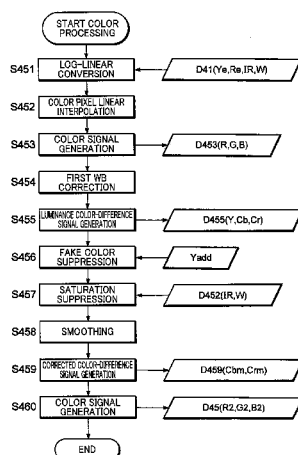 START COLOR
PROCESSING
S451
LOG-LINEAR
CONVERSION
D41(Ye,Re,IR,W)
S452
COLOR PIXEL LINEAR
INTERPOLATION
S453
COLOR SIGNAL
GENERATION
D453(R,G,B)
S454
FIRST WB
CORRECTION
S455
LUMINANCE COLOR-DIFFERENCE
SIGNAL GENERATION
D455(Y,Cb,Cr)
S456
FAKE COLOR
SUPPRESSION
Yadd
S457
SATURATION
SUPPRESSION
D452(IR,W)
S458
SMOOTHING
S459
CORRECTED COLOR-DIFFERENCE
SIGNAL GENERATION
D459(Cbm,Crm)
S460
COLOR SIGNAL
GENERATION
D45(R2,G2,B2)
END